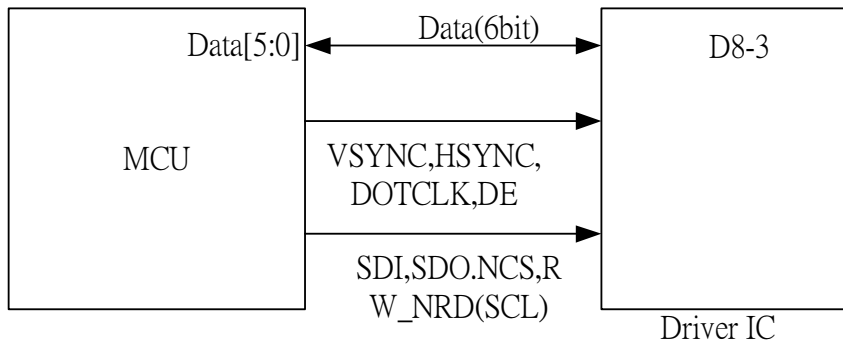 Data(6bit)
Data[5:0]
D8-3
MCU
VSYNC,HSYNC,
DOTCLK,DE
SDI,SDO.NCS,R
W_NRD(SCL)
Driver IC